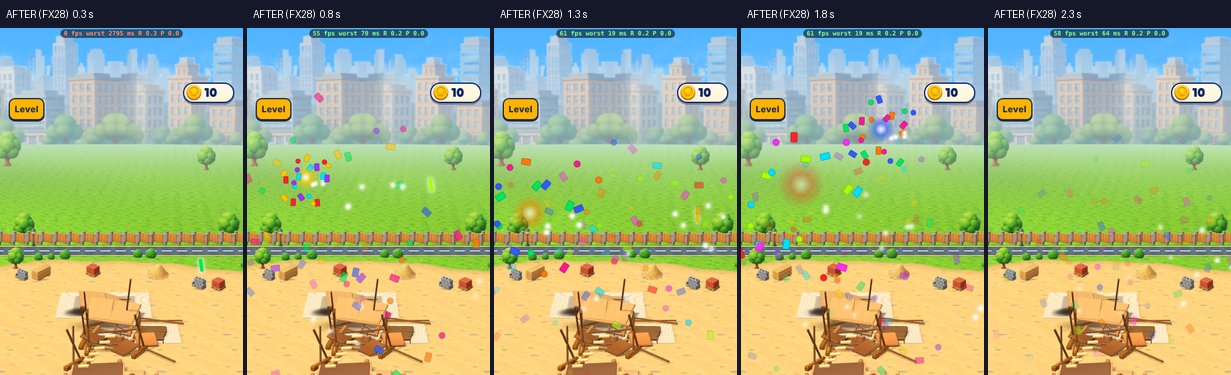 AFTER (FX28) 0.3 s
0 fps worst 2795 ms R 0.3 P 0.0
10
Level
AFTER (FX28) 0.8 s
55 fps worst 70 ms R 0.2 P 0.0
10
Level
AFTER (FX28) 1.3 s
61 fps worst 19 ms R 0.2 P 0.0
10
Level
AFTER (FX28) 1.8 s
61 fps worst 19 ms R 0.2 P 0.0
10
Level
AFTER (FX28) 2.3 s
58 fps worst 64 ms R 0.2 P 0.0
10
Level